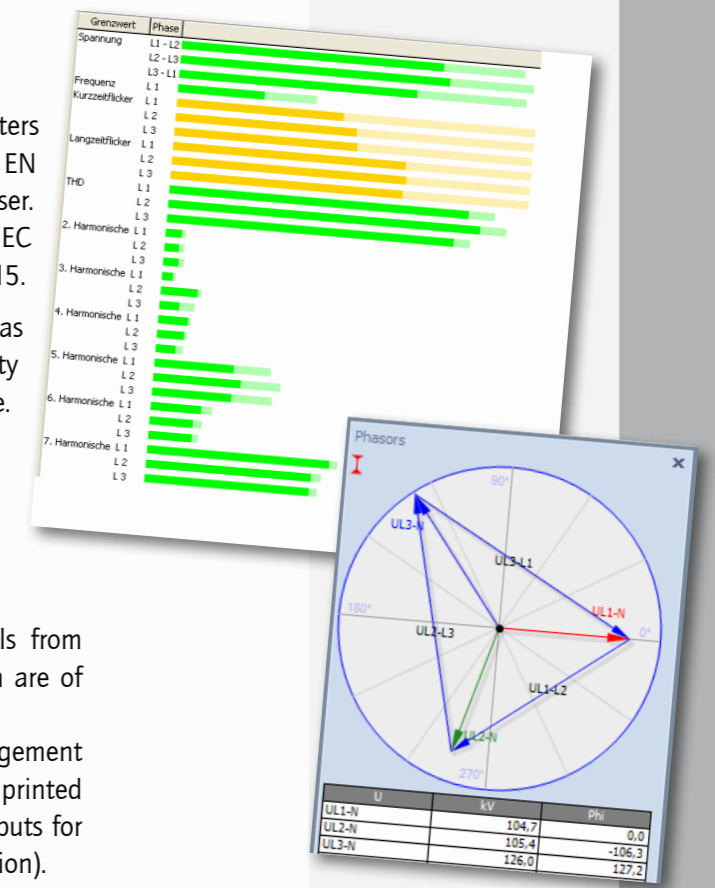 ters
EN
ser.
EC
15.
as
ty
e.
ls from
are of
gement
printed
puts for
ion).
Grenzwert Phase
Spannung L1 - L2
L2 - L3
L3 - L1
Frequenz L 1
Kurzzeitflicker L 1
L 2
L 3
Langzeitflicker L 1
L 2
L 3
THD L 1
L 2
L 3
2. Harmonische L 1
L 2
L 3
3. Harmonische L 1
L 2
L 3
4. Harmonische L 1
L 2
L 3
5. Harmonische L 1
L 2
L 3
6. Harmonische L 1
L 2
L 3
7. Harmonische L 1
L 2
L 3
Phasors
90°
UL3-N
UL3-L1
180°
UL1-N
0°
UL2-L3
UL1-L2
UL2-N
270°
U kV Phi
UL1-N 104,7 0,0
UL2-N 105,4 -106,3
UL3-N 126,0 127,2